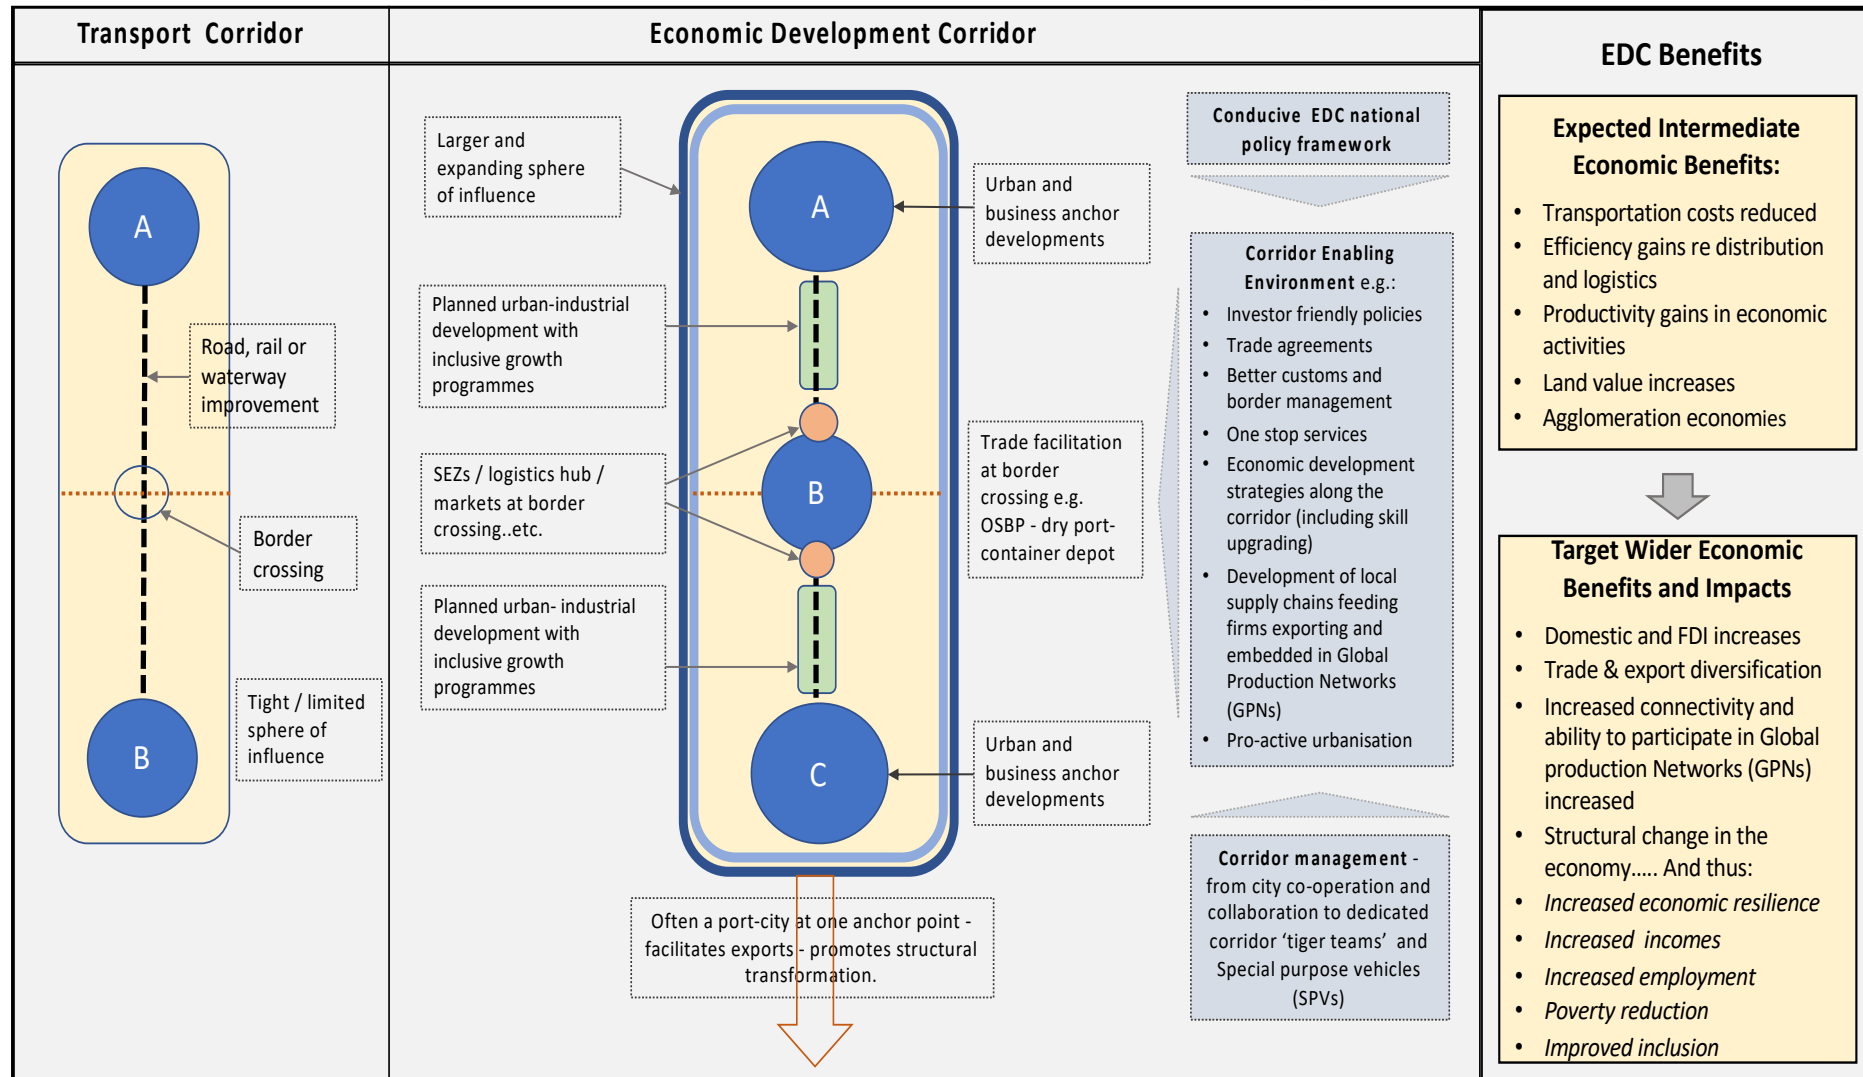 Transport Corridor
A
Road, rail or
waterway
improvement
Border
crossing
Tight / limited
sphere of
influence
B
Economic Development Corridor
Larger and
expanding sphere
of influence
A
Urban and
business anchor
developments
Planned urban-industrial
development with
inclusive growth
programmes
SEZs / logistics hub /
markets at border
crossing..etc.
B
Trade facilitation
at border
crossing e.g.
OSBP - dry port-
container depot
Planned urban- industrial
development with
inclusive growth
programmes
C
Urban and
business anchor
developments
Often a port-city at one anchor point -
facilitates exports - promotes structural
transformation.
Conducive EDC national
policy framework
Corridor Enabling
Environment e.g.:
• Investor friendly policies
• Trade agreements
• Better customs and
border management
• One stop services
• Economic development
strategies along the
corridor (including skill
upgrading)
• Development of local
supply chains feeding
firms exporting and
embedded in Global
Production Networks
(GPNs)
• Pro-active urbanisation
Corridor management -
from city co-operation and
collaboration to dedicated
corridor ‘tiger teams’ and
Special purpose vehicles
(SPVs)
EDC Benefits
Expected Intermediate
Economic Benefits:
• Transportation costs reduced
• Efficiency gains re distribution
and logistics
• Productivity gains in economic
activities
• Land value increases
• Agglomeration economies
Target Wider Economic
Benefits and Impacts
• Domestic and FDI increases
• Trade & export diversification
• Increased connectivity and
ability to participate in Global
production Networks (GPNs)
increased
• Structural change in the
economy..... And thus:
• Increased economic resilience
• Increased incomes
• Increased employment
• Poverty reduction
• Improved inclusion